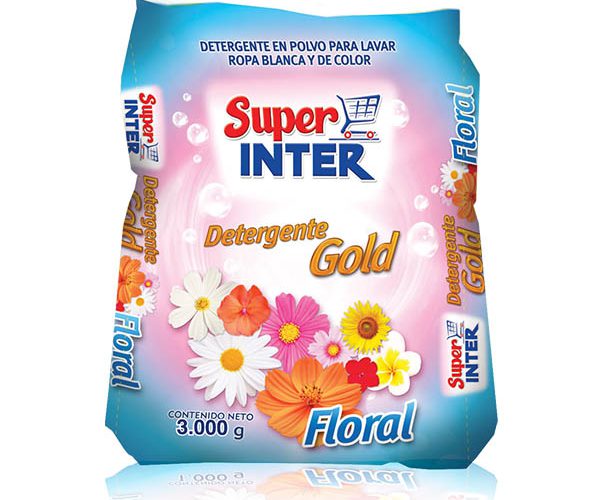 DETERGENTE EN POLVO PARA LAVAR
ROPA BLANCA Y DE COLOR
Super
INTER
Detergente
Gold
CONTENIDO NETO
3.000 g
Floral
Super
INTER
Detergente
Gold
Floral
Floral
Detergente
Gold
Super
INTER